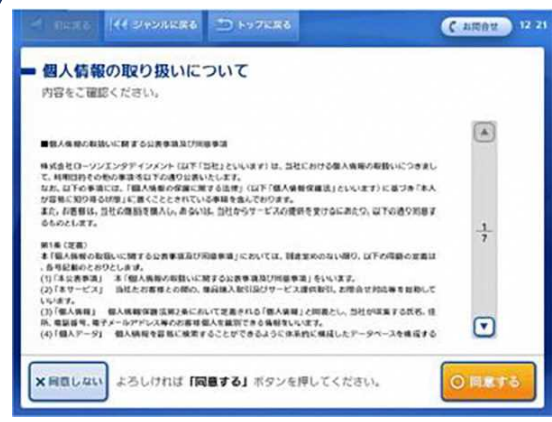 前に戻る ジャンルに戻る トップに戻る お問合せ 12 21
個人情報の取り扱いについて
内容をご確認ください。
■個人情報の取扱いに関する公表事項及び同意事項
株式会社ローソンエンタテインメント（以下「当社」といいます）は、当社における個人情報の取扱いにつきまし
て、利用目的その他の事項を以下の通り公表いたします。
なお、以下の事項には、「個人情報の保護に関する法律」（以下「個人情報保護法」といいます）に基づき「本人
が容易に知り得る状態」に置くこととされている事項を含みます。
また、お客様は、当社の商品を購入し、あるいは、当社からサービスの提供を受けるにあたり、以下の通り同意す
るものとします。
第1条（定義）
本「個人情報の取扱いに関する公表事項及び同意事項」においては、別途定めのない限り、以下の用語の定義は
、各号記載のとおりとします。
(1)「本公表事項」 本「個人情報の取扱いに関する公表事項及び同意事項」をいいます。
(2)「本サービス」 当社とお客様との間の、商品購入取引及びサービス提供取引、お問合せ対応等を総称して
いいます。
(3)「個人情報」 個人情報保護法第2条において定義される「個人情報」と同義とし、当社が収集する氏名、住
所、電話番号、電子メールアドレス等のお客様個人を識別できる情報をいいます。
(4)「個人データ」 個人情報を容易に検索することができるように体系的に構成したデータベースを構成する
1
7
×同意しない よろしければ「同意する」ボタンを押してください。 同意する